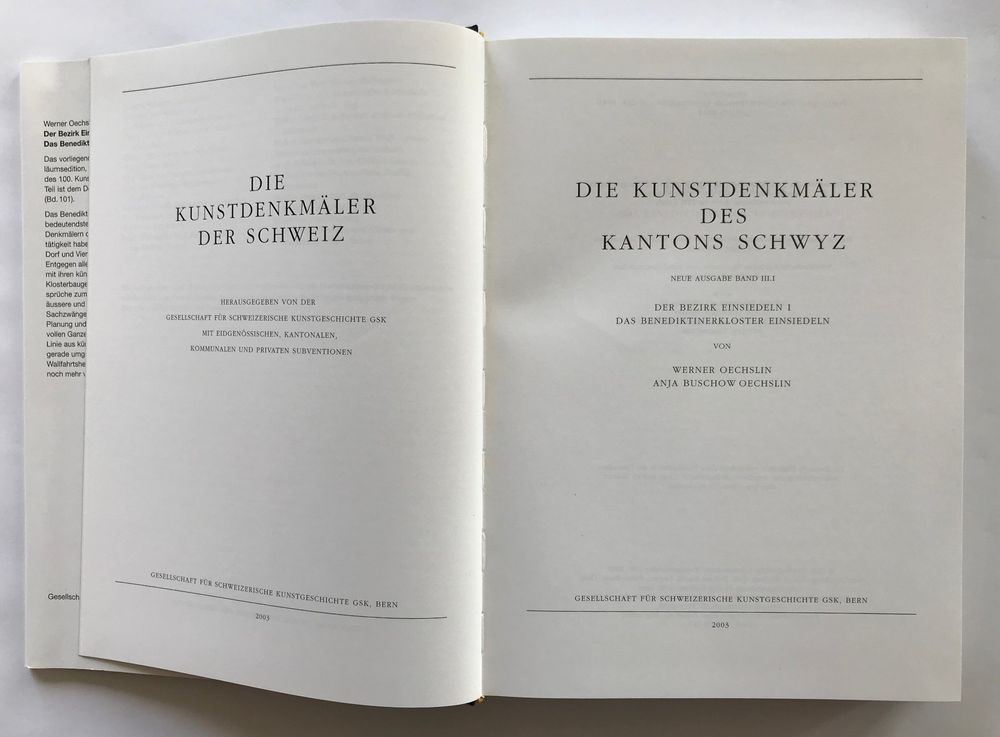 Werner Oechs
Der Bezirk Ei
Das Benedikt
Das vorliegen
läumsedition,
des 100. Kuns
Teil ist dem D
(Bd. 101).
Das Benedikt
bedeutendste
Denkmälern
tätigkeit habe
Dorf und Vier
Entgegen alle
mit ihren kün
Klosterbauge
sprüche zum
äussere und
Sachzwänge
Planung und
vollen Ganze
Linie aus kü
gerade umg
Wallfahrtshe
noch mehr
Gesellsch
DIE
KUNSTDENKMÄLER
DER SCHWEIZ
HERAUSGEGEBEN VON DER
GESELLSCHAFT FÜR SCHWEIZERISCHE KUNSTGESCHICHTE GSK
MIT EIDGENÖSSISCHEN, KANTONALEN,
KOMMUNALEN UND PRIVATEN SUBVENTIONEN
GESELLSCHAFT FÜR SCHWEIZERISCHE KUNSTGESCHICHTE GSK, BERN
2003
DIE KUNSTDENKMÄLER
DES
KANTONS SCHWYZ
NEUE AUSGABE BAND III.I
DER BEZIRK EINSIEDELN I
DAS BENEDIKTINERKLOSTER EINSIEDELN
VON
WERNER OECHSLIN
ANJA BUSCHOW OECHSLIN
GESELLSCHAFT FÜR SCHWEIZERISCHE KUNSTGESCHICHTE GSK, BERN
2003